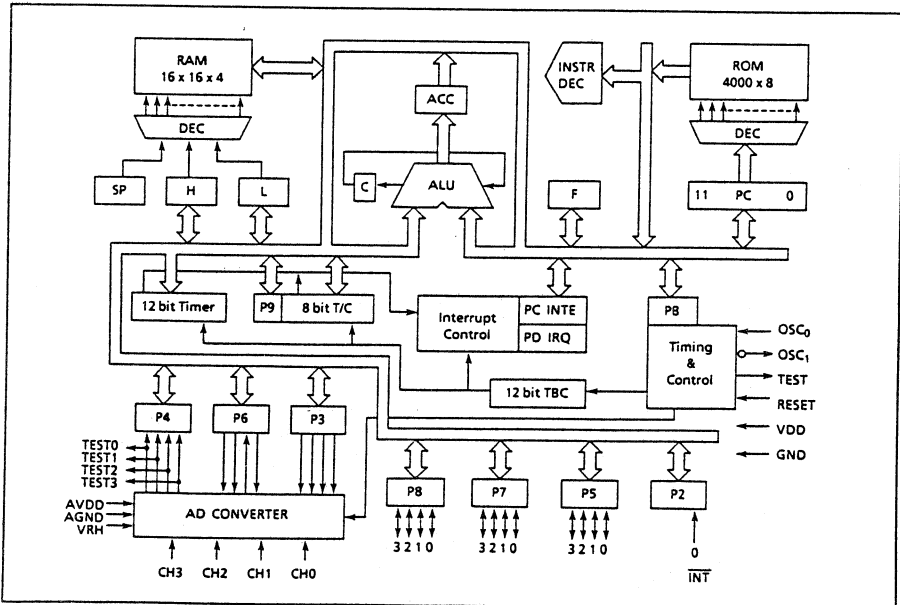 RAM
16 x 16 x 4
DEC
SP
H
L
ACC
C
ALU
INSTR
DEC
ROM
4000 x 8
DEC
11 PC 0
F
12 bit Timer
P9
8 bit T/C
Interrupt
Control
PC INTE
PD IRQ
12 bit TBC
PB
Timing
&
Control
OSC0
OSC1
TEST
RESET
VDD
GND
P4
P6
P3
TEST0
TEST1
TEST2
TEST3
AVDD
AGND
VRH
AD CONVERTER
CH3
CH2
CH1
CH0
P8
P7
P5
P2
3 2 1 0
3 2 1 0
3 2 1 0
0
INT